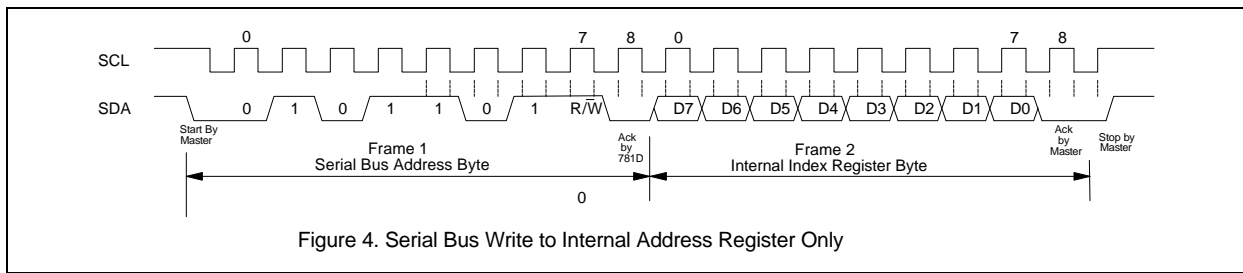 0 7 8 0 7 8
SCL
SDA 0 1 0 1 1 0 1 R/W̅ D7 D6 D5 D4 D3 D2 D1 D0
Start By
Master
Ack
by
781D
Ack
by
Master
Stop by
Master
Frame 1
Serial Bus Address Byte
Frame 2
Internal Index Register Byte
0
Figure 4. Serial Bus Write to Internal Address Register Only